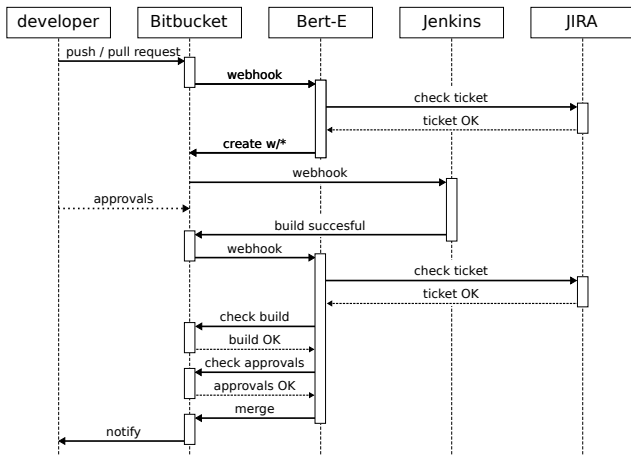 developer
Bitbucket
Bert-E
Jenkins
JIRA
push / pull request
webhook
check ticket
ticket OK
create w/*
webhook
approvals
build succesful
webhook
check ticket
ticket OK
check build
build OK
check approvals
approvals OK
merge
notify